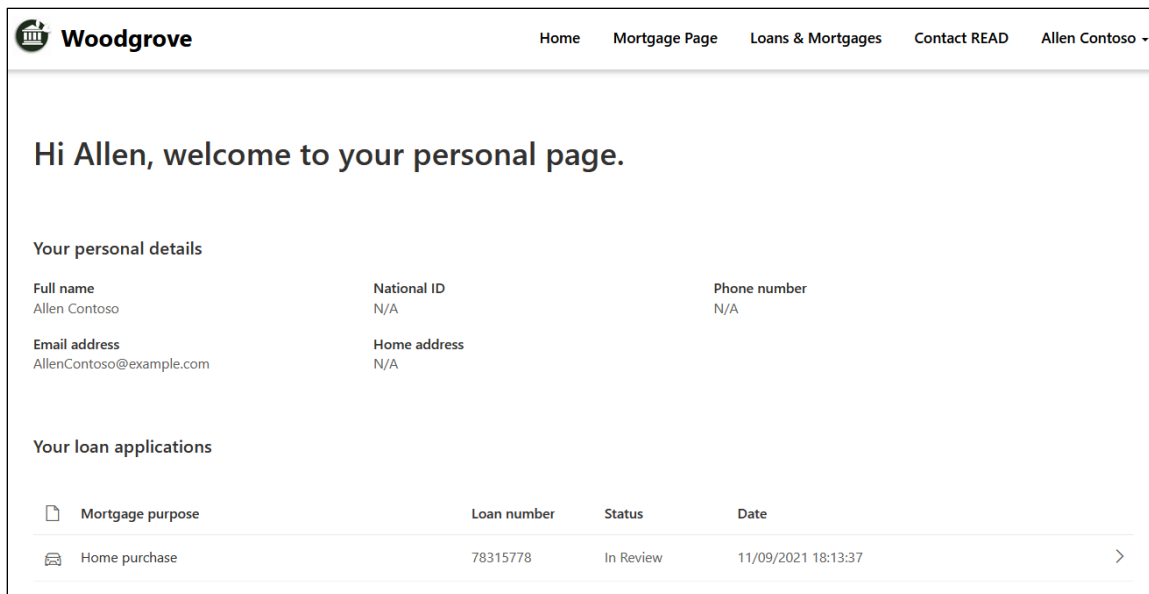 Woodgrove Home Mortgage Page Loans & Mortgages Contact READ Allen Contoso
Hi Allen, welcome to your personal page.
Your personal details
Full name National ID Phone number
Allen Contoso N/A N/A
Email address Home address
AllenContoso@example.com N/A
Your loan applications
Mortgage purpose Loan number Status Date
Home purchase 78315778 In Review 11/09/2021 18:13:37